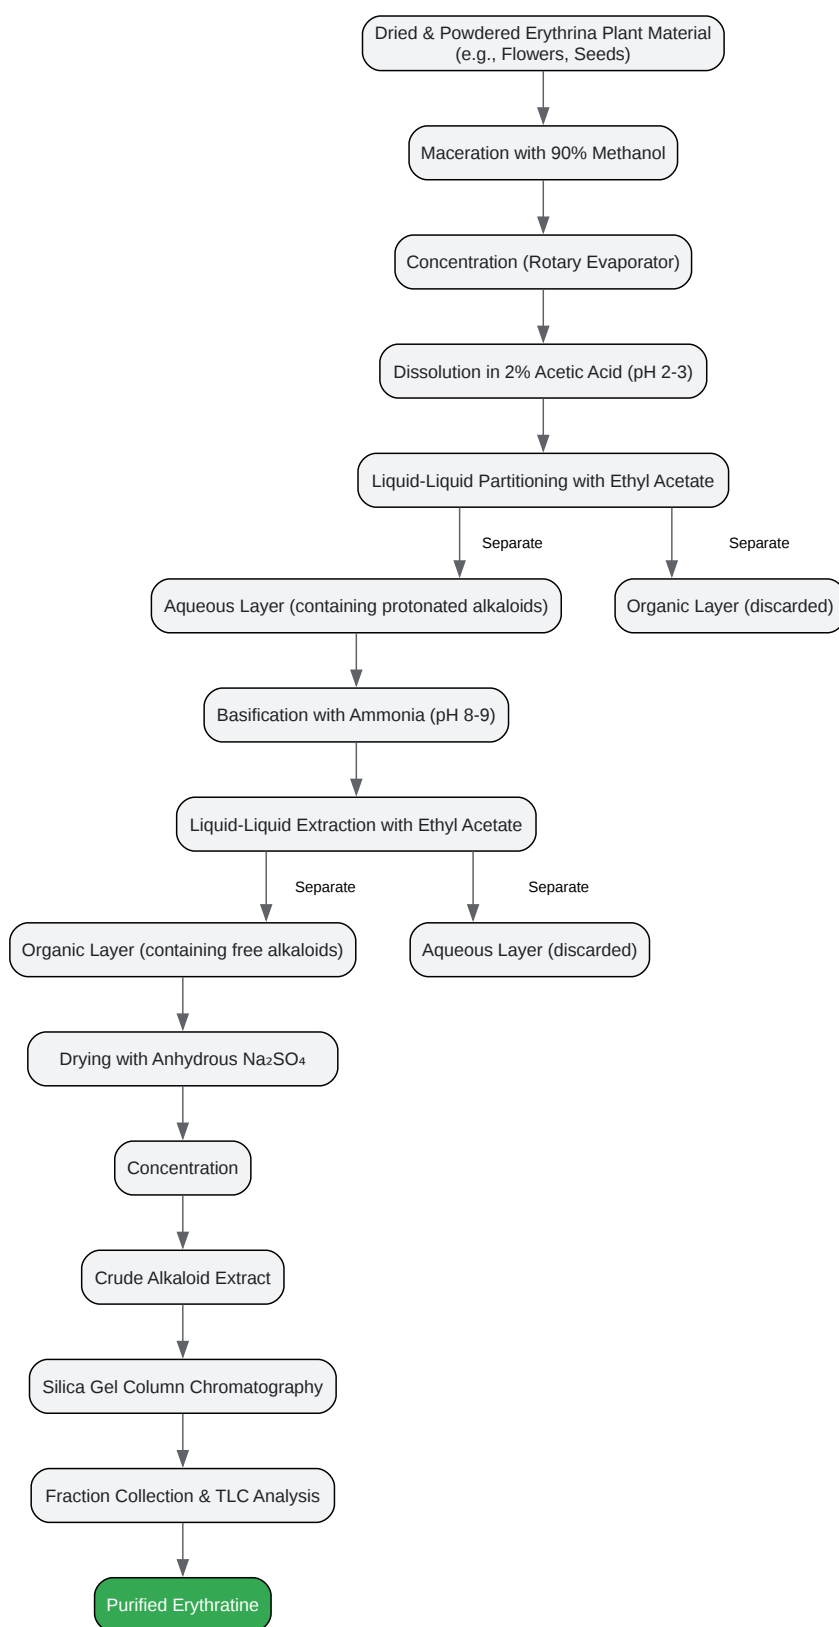 Dried & Powdered Erythrina Plant Material
(e.g., Flowers, Seeds)
Maceration with 90% Methanol
Concentration (Rotary Evaporator)
Dissolution in 2% Acetic Acid (pH 2-3)
Liquid-Liquid Partitioning with Ethyl Acetate
Separate
Separate
Aqueous Layer (containing protonated alkaloids)
Organic Layer (discarded)
Basification with Ammonia (pH 8-9)
Liquid-Liquid Extraction with Ethyl Acetate
Separate
Separate
Organic Layer (containing free alkaloids)
Aqueous Layer (discarded)
Drying with Anhydrous Na₂SO₄
Concentration
Crude Alkaloid Extract
Silica Gel Column Chromatography
Fraction Collection & TLC Analysis
Purified Erythratine